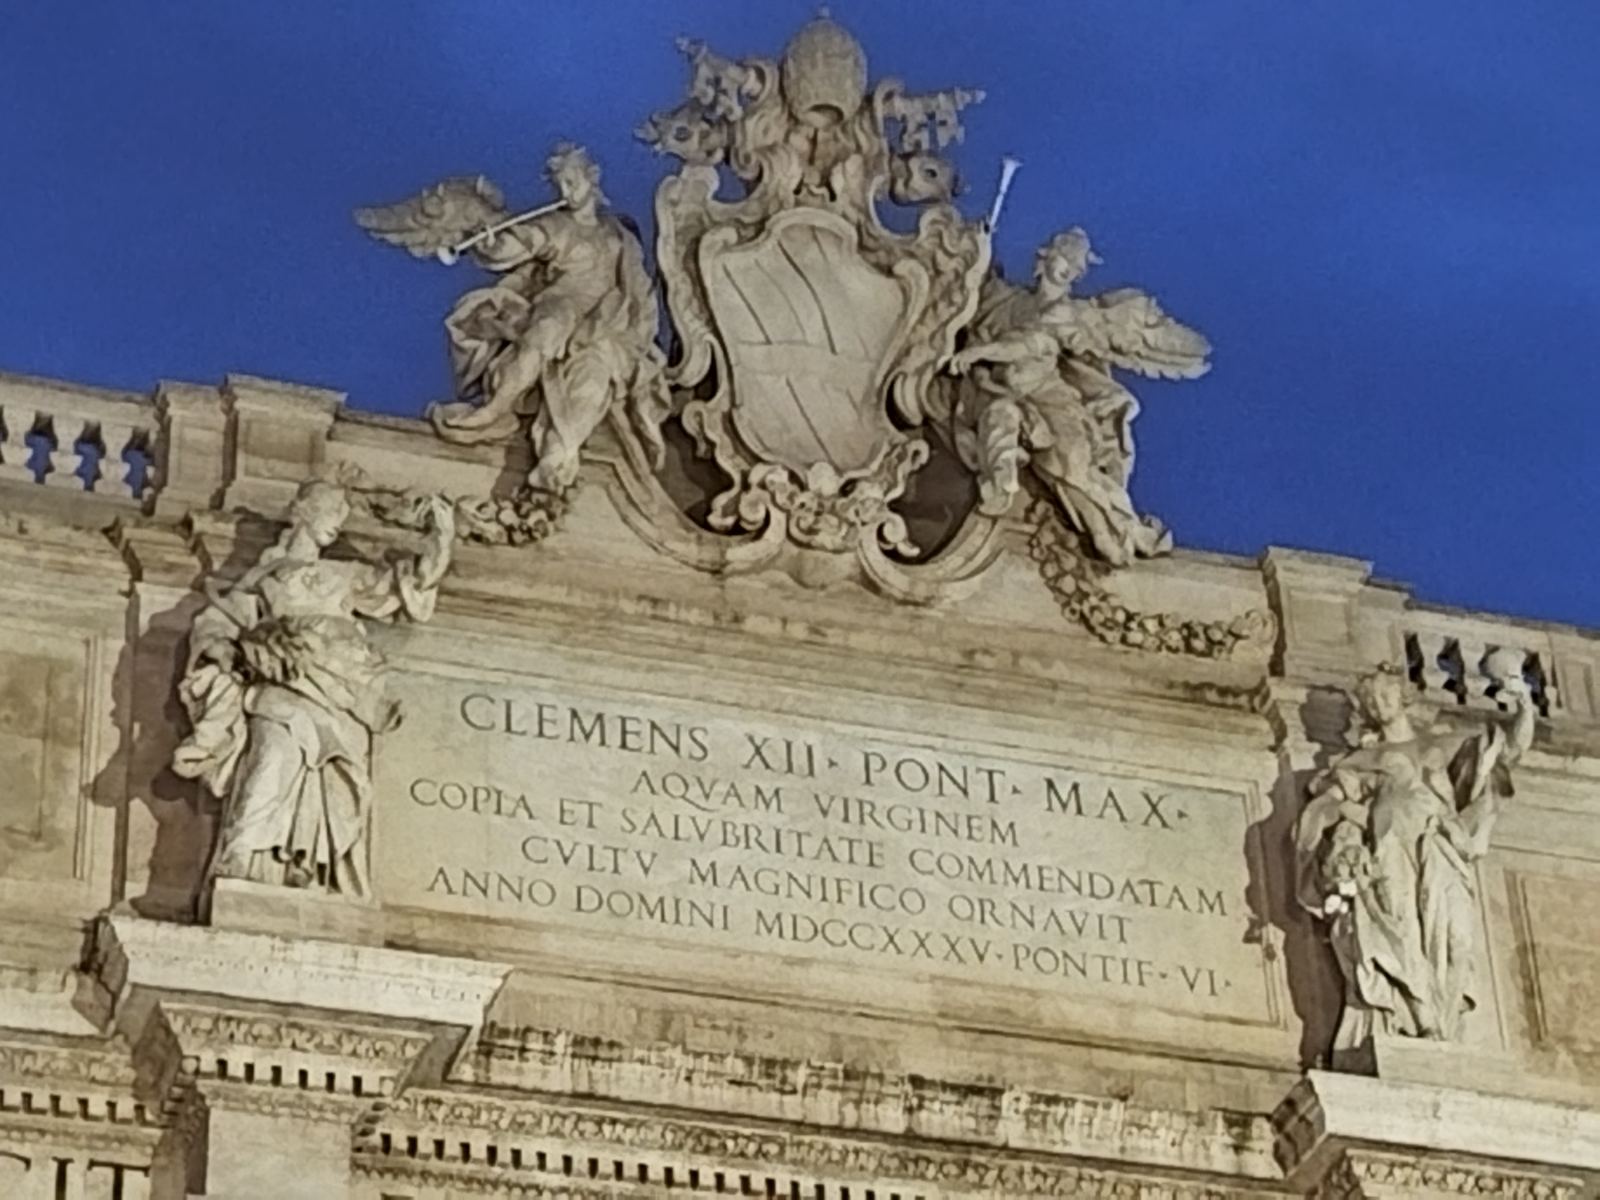 CLEMENS XII · PONT · MAX ·
AQVAM VIRGINEM
COPIA ET SALVBRITATE COMMENDATAM
CVLTV MAGNIFICO ORNAVIT
ANNO DOMINI MDCCXXXV · PONTIF · VI ·